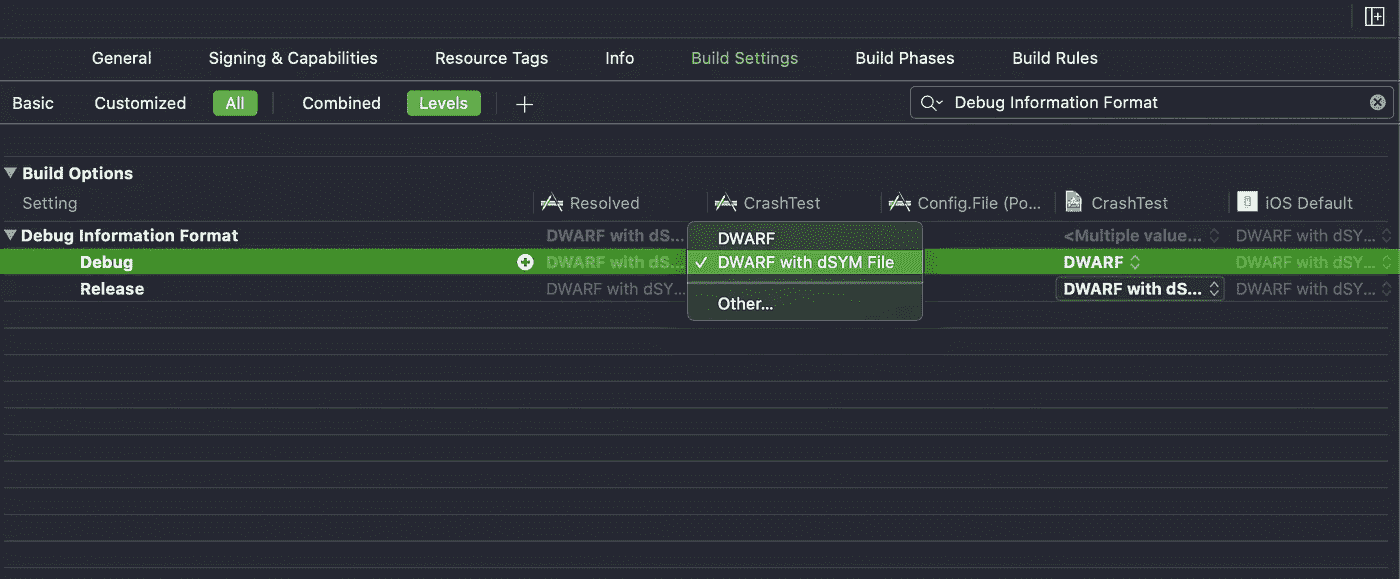 General Signing & Capabilities Resource Tags Info Build Settings Build Phases Build Rules
Basic Customized All Combined Levels + Debug Information Format
Build Options
Setting Resolved CrashTest Config.File (Po... CrashTest iOS Default
Debug Information Format DWARF with dS... <Multiple value... DWARF with dSY...
DWARF
Debug DWARF with dS... ✓ DWARF with dSYM File DWARF DWARF with dSY...
Release DWARF with dSY... DWARF with dS... DWARF with dSY...
Other...